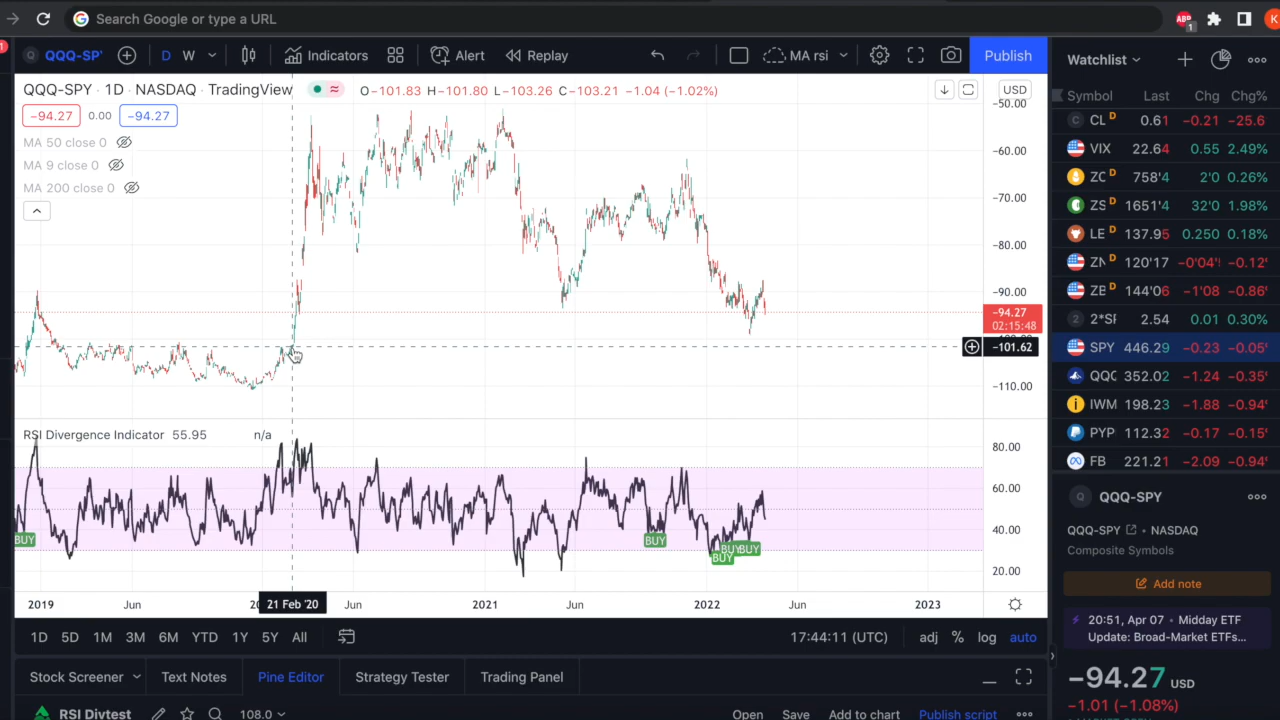 Search Google or type a URL
ABP
1
K
QQQ-SP'
D W
Indicators
Alert
Replay
MA rsi
Publish
Watchlist
QQQ-SPY · 1D · NASDAQ · TradingView
O−101.83 H−101.80 L−103.26 C−103.21 −1.04 (−1.02%)
USD
−94.27 0.00 −94.27
MA 50 close 0
MA 9 close 0
MA 200 close 0
−50.00
−60.00
−70.00
−80.00
−90.00
−94.27
02:15:48
−101.62
−110.00
Symbol Last Chg Chg%
CL D 0.61 −0.21 −25.6
VIX 22.64 0.55 2.49%
ZC D 758'4 2'0 0.26%
ZS D 1651'4 32'0 1.98%
LE D 137.95 0.250 0.18%
ZN D 120'17 −0'04' −0.12%
ZB D 144'06 −1'08 −0.86%
2 2*SI 2.54 0.01 0.30%
SPY 446.29 −0.23 −0.05%
QQQ 352.02 −1.24 −0.35%
IWM 198.23 −1.88 −0.94%
PYP 112.32 −0.17 −0.15%
FB 221.21 −2.09 −0.94%
RSI Divergence Indicator 55.95 n/a
80.00
60.00
40.00
20.00
BUY
BUY
BUY
BUY
BUY
2019 Jun 20 21 Feb '20 Jun 2021 Jun 2022 Jun 2023
Q QQQ-SPY
QQQ-SPY • NASDAQ
Composite Symbols
Add note
20:51, Apr 07 • Midday ETF
Update: Broad-Market ETFs...
−94.27 USD
−1.01 (−1.08%)
1D 5D 1M 3M 6M YTD 1Y 5Y All
17:44:11 (UTC)
adj % log auto
Stock Screener
Text Notes
Pine Editor
Strategy Tester
Trading Panel
RSI Divtest
108.0
Open
Save
Add to chart
Publish script